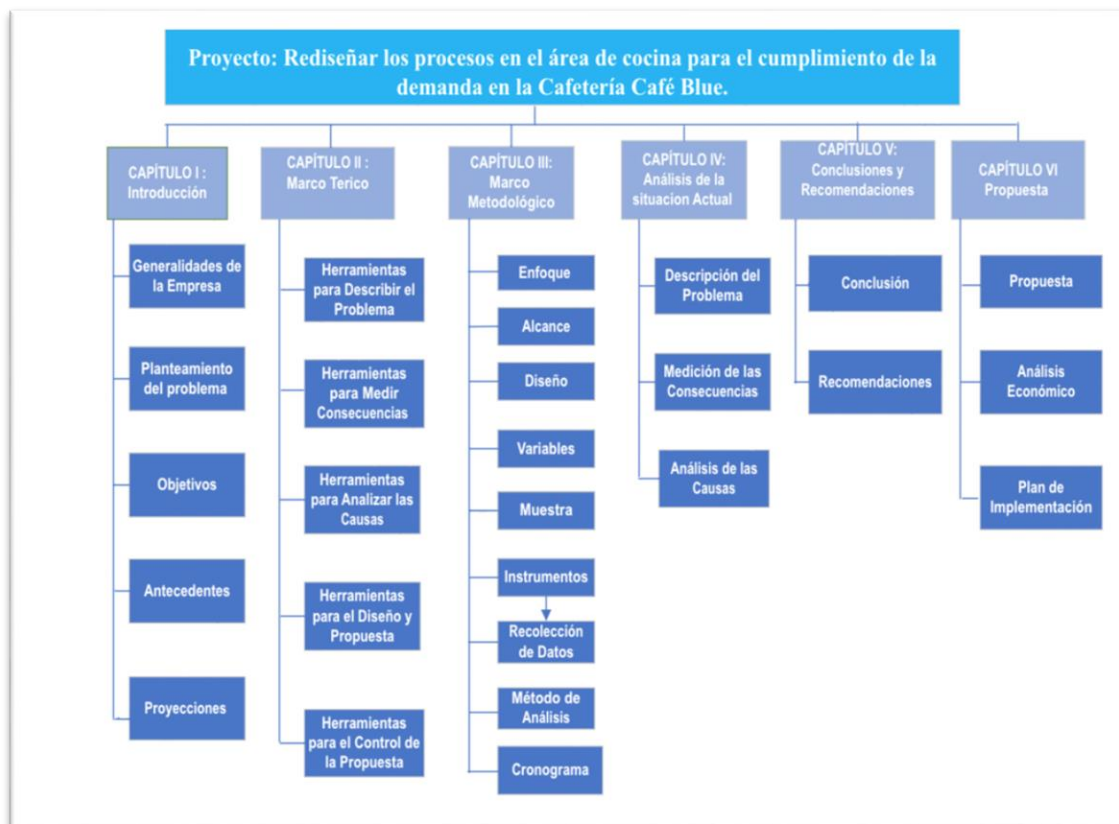 Proyecto: Rediseñar los procesos en el área de cocina para el cumplimiento de la
demanda en la Cafetería Café Blue.
CAPÍTULO I :
Introducción
Generalidades de
la Empresa
Planteamiento
del problema
Objetivos
Antecedentes
Proyecciones
CAPÍTULO II :
Marco Terico
Herramientas
para Describir el
Problema
Herramientas
para Medir
Consecuencias
Herramientas
para Analizar las
Causas
Herramientas
para el Diseño y
Propuesta
Herramientas
para el Control de
la Propuesta
CAPÍTULO III:
Marco
Metodológico
Enfoque
Alcance
Diseño
Variables
Muestra
Instrumentos
Recolección
de Datos
Método de
Análisis
Cronograma
CAPÍTULO IV:
Análisis de la
situacion Actual
Descripción del
Problema
Medición de las
Consecuencias
Análisis de las
Causas
CAPÍTULO V:
Conclusiones y
Recomendaciones
Conclusión
Recomendaciones
CAPÍTULO VI
Propuesta
Propuesta
Análisis
Económico
Plan de
Implementación